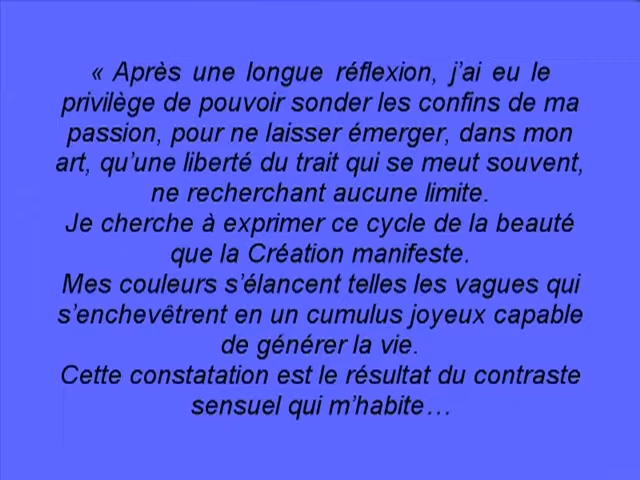 « Après une longue réflexion, j’ai eu le
privilège de pouvoir sonder les confins de ma
passion, pour ne laisser émerger, dans mon
art, qu’une liberté du trait qui se meut souvent,
ne recherchant aucune limite.
Je cherche à exprimer ce cycle de la beauté
que la Création manifeste.
Mes couleurs s’élancent telles les vagues qui
s’enchevêtrent en un cumulus joyeux capable
de générer la vie.
Cette constatation est le résultat du contraste
sensuel qui m’habite…